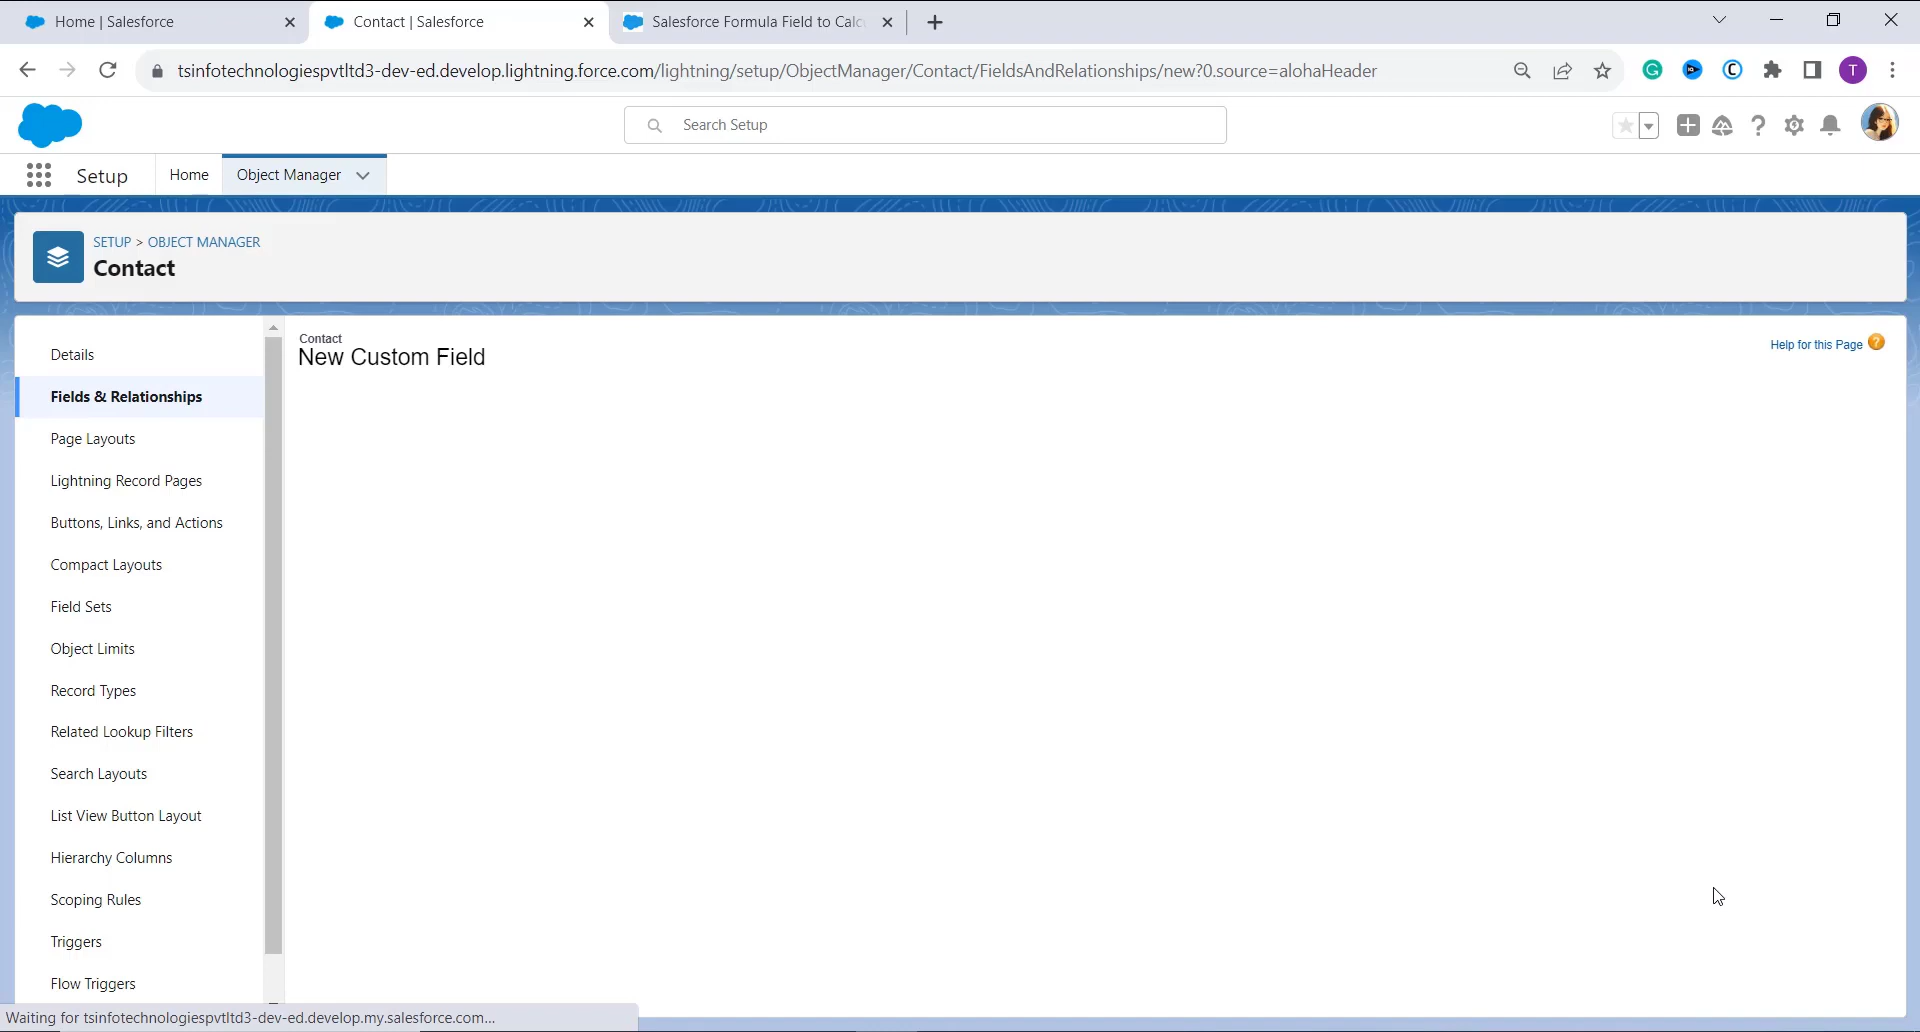 Home | Salesforce
Contact | Salesforce
Salesforce Formula Field to Calc
tsinfotechnologiespvtltd3-dev-ed.develop.lightning.force.com/lightning/setup/ObjectManager/Contact/FieldsAndRelationships/new?0.source=alohaHeader
T
Search Setup
Setup
Home
Object Manager
SETUP > OBJECT MANAGER
Contact
Details
Fields & Relationships
Page Layouts
Lightning Record Pages
Buttons, Links, and Actions
Compact Layouts
Field Sets
Object Limits
Record Types
Related Lookup Filters
Search Layouts
List View Button Layout
Hierarchy Columns
Scoping Rules
Triggers
Flow Triggers
Contact
New Custom Field
Help for this Page
Waiting for tsinfotechnologiespvtltd3-dev-ed.develop.my.salesforce.com...